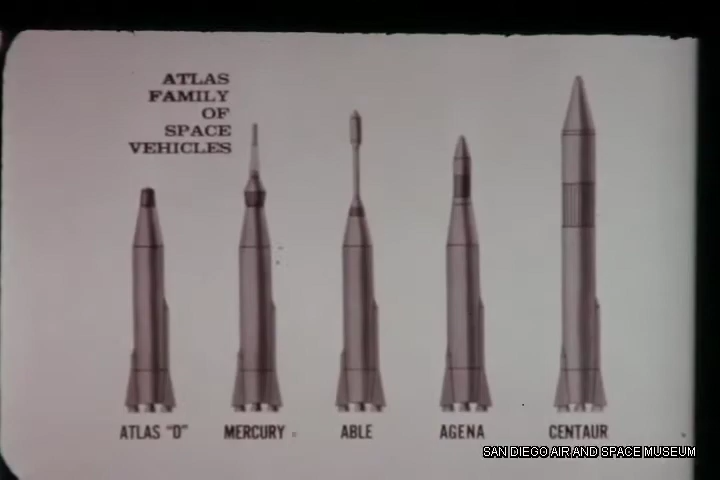 ATLAS
FAMILY
OF
SPACE
VEHICLES
ATLAS "D"
MERCURY
ABLE
AGENA
CENTAUR
SAN DIEGO AIR AND SPACE MUSEUM